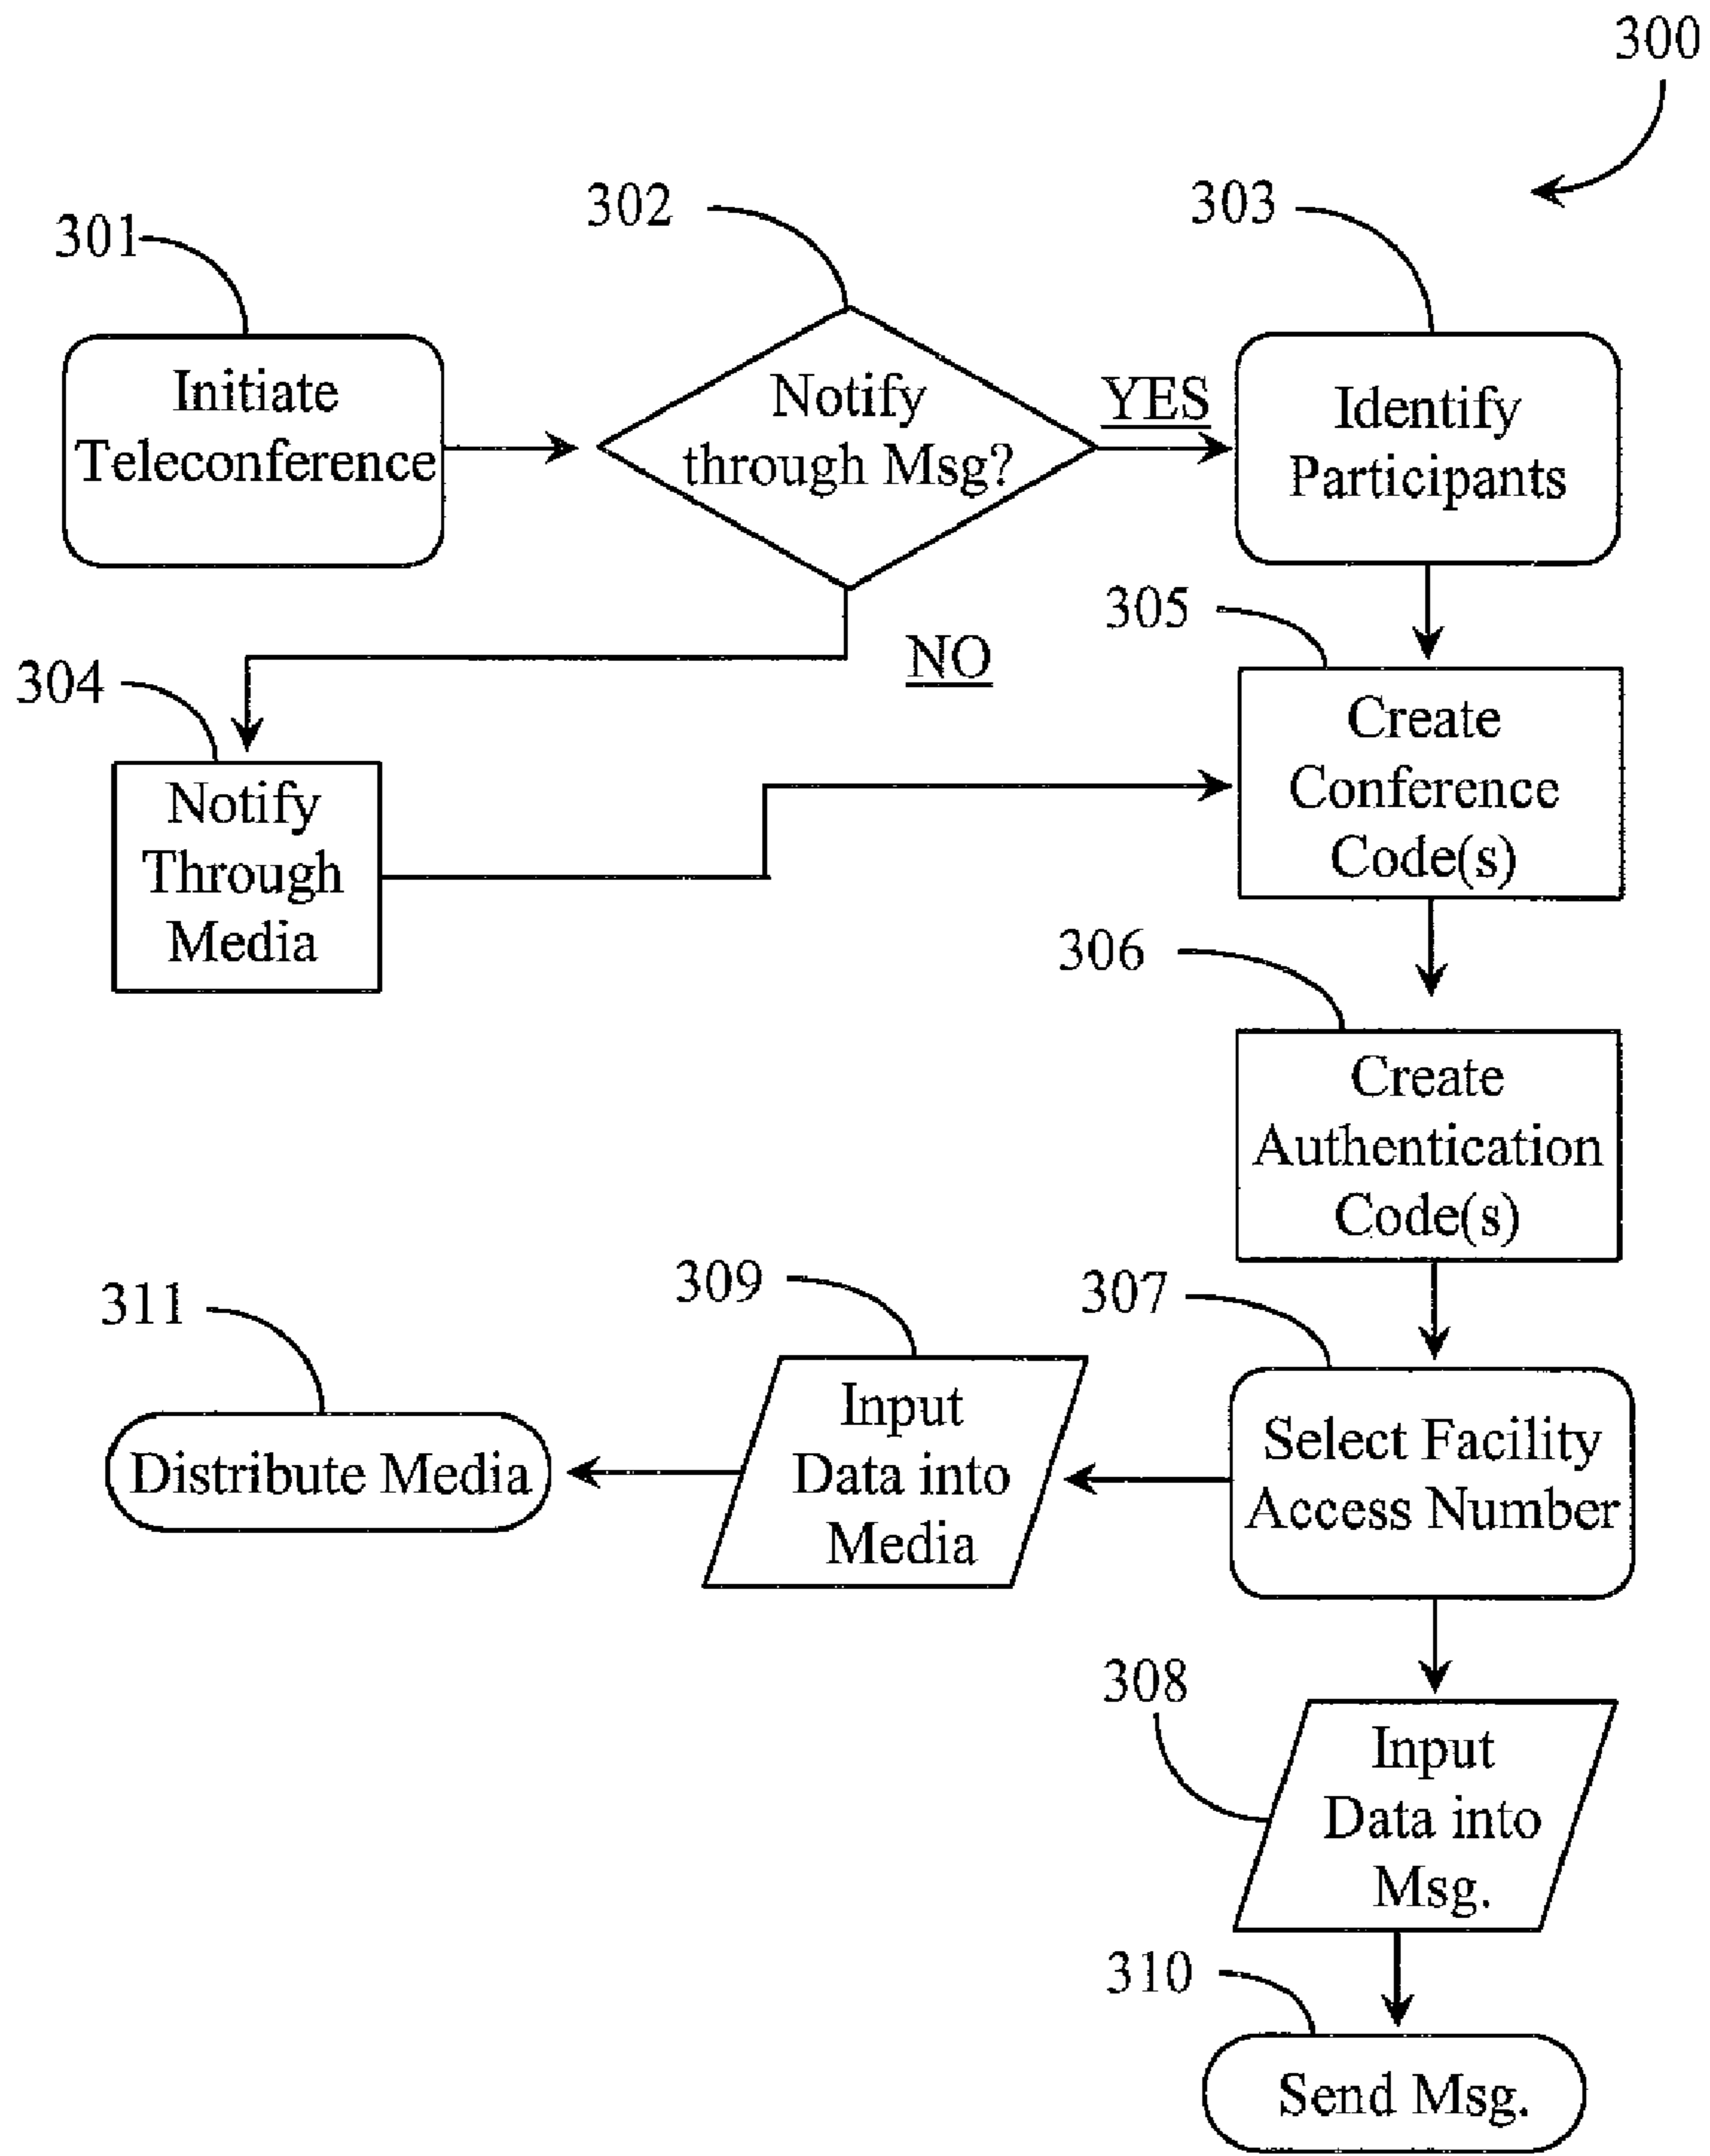 300
301
302
303
Initiate
Teleconference
Notify
through Msg?
YES
Identify
Participants
NO
304
305
Notify
Through
Media
Create
Conference
Code(s)
306
Create
Authentication
Code(s)
307
309
311
Select Facility
Access Number
Input
Data into
Media
Distribute Media
308
Input
Data into
Msg.
310
Send Msg.